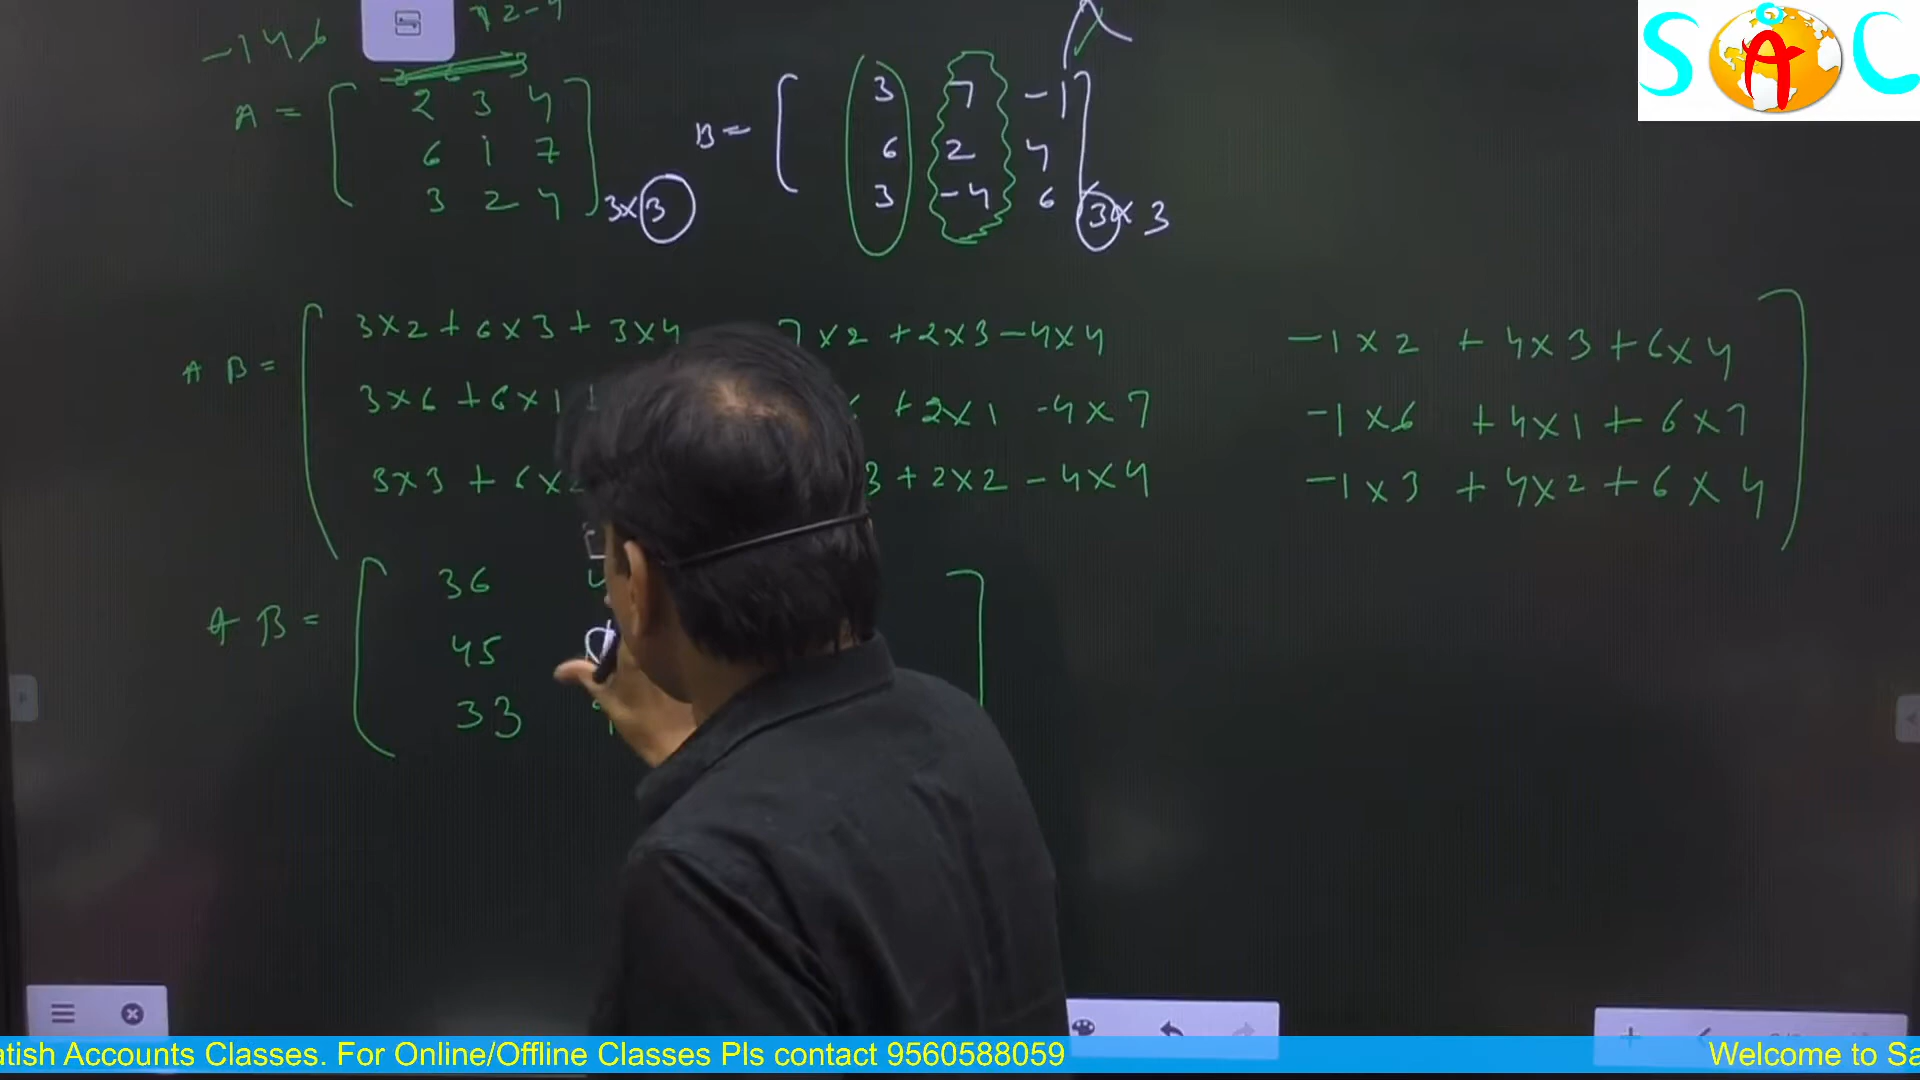 -1 4 6
SAC
A = [ 2 3 4
6 1 7
3 2 4 ] 3×3
B = [ 3 7 -1
6 2 4
3 -4 6 ] 3×3
AB = [ 3×2 + 6×3 + 3×4 7×2 + 2×3 - 4×4 -1×2 + 4×3 + 6×4
3×6 + 6×1 + + 2×1 - 4×7 -1×6 + 4×1 + 6×7
3×3 + 6× 3 + 2×2 - 4×4 -1×3 + 4×2 + 6×4 ]
AB = [ 36
45
33 ]
atish Accounts Classes. For Online/Offline Classes Pls contact 9560588059
Welcome to Sa